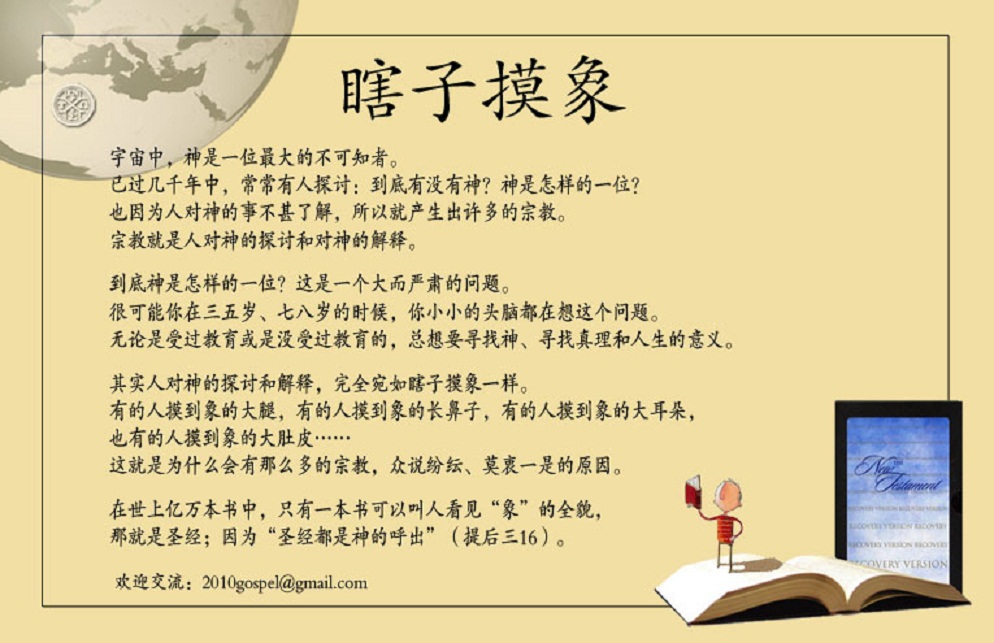 瞎子摸象
宇宙中，神是一位最大的不可知者。
已过几千年中，常常有人探讨：到底有没有神？神是怎样的一位？
也因为人对神的事不甚了解，所以就产生出许多的宗教。
宗教就是人对神的探讨和对神的解释。
到底神是怎样的一位？这是一个大而严肃的问题。
很可能你在三五岁、七八岁的时候，你小小的头脑都在想这个问题。
无论是受过教育或是没受过教育的，总想要寻找神、寻找真理和人生的意义。
其实人对神的探讨和解释，完全宛如瞎子摸象一样。
有的人摸到象的大腿，有的人摸到象的长鼻子，有的人摸到象的大耳朵，
也有的人摸到象的大肚皮……
这就是为什么会有那么多的宗教，众说纷纭、莫衷一是的原因。
在世上亿万本书中，只有一本书可以叫人看见“象”的全貌，
那就是圣经；因为“圣经都是神的呼出”（提后三16）。
欢迎交流：2010gospel@gmail.com
THE
New
Testament
RECOVERY VERSION
RECOVERY VERSION RECOVERY
RECOVERY VERSION RECOVERY
RECOVERY VERSION